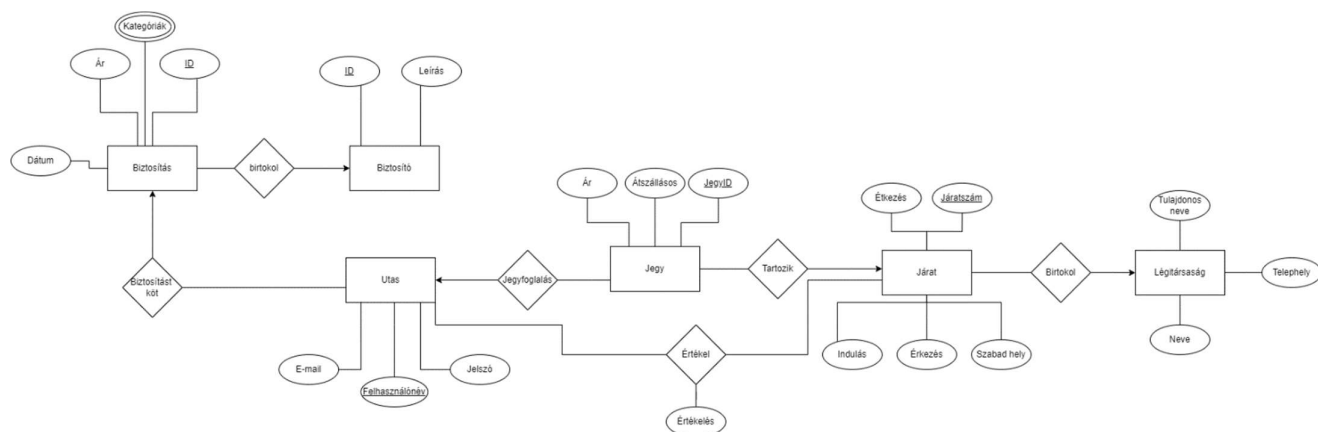 Kategóriák
Ár
ID
ID
Leírás
Dátum
Biztosítás
birtokol
Biztosító
Ár
Átszállásos
JegyID
Étkezés
Járatszám
Tulajdonos
neve
Biztosítást
köt
Utas
Jegyfoglalás
Jegy
Tartozik
Járat
Birtokol
Légitársaság
Telephely
E-mail
Felhasználónév
Jelszó
Értékel
Indulás
Érkezés
Szabad hely
Neve
Értékelés